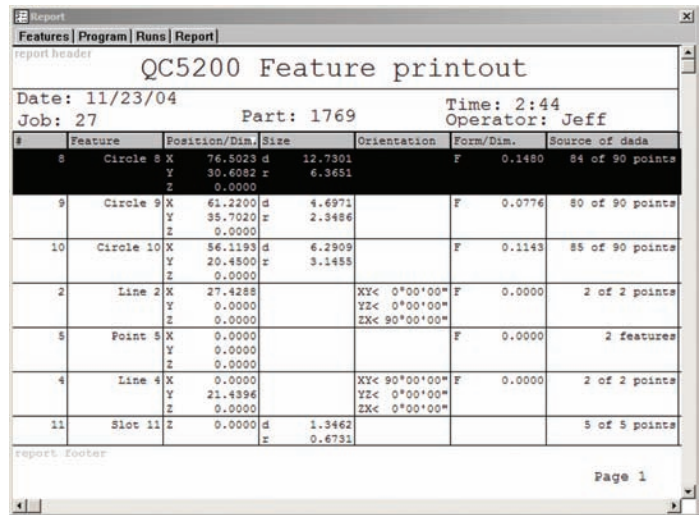 Report
Features Program Runs Report
report header
QC5200 Feature printout
Date: 11/23/04 Time: 2:44
Job: 27 Part: 1769 Operator: Jeff
# Feature Position/Dim. Size Orientation Form/Dim. Source of dada
8 Circle 8 X 76.5023 d 12.7301 F 0.1480 84 of 90 points
Y 30.6082 r 6.3651
Z 0.0000
9 Circle 9 X 61.2200 d 4.6971 F 0.0776 80 of 90 points
Y 35.7020 r 2.3486
Z 0.0000
10 Circle 10 X 56.1193 d 6.2909 F 0.1143 85 of 90 points
Y 20.4500 r 3.1455
Z 0.0000
2 Line 2 X 27.4288 XY< 0°00'00" F 0.0000 2 of 2 points
Y 0.0000 YZ< 0°00'00"
Z 0.0000 ZX< 90°00'00"
5 Point 5 X 0.0000 F 0.0000 2 features
Y 0.0000
Z 0.0000
4 Line 4 X 0.0000 XY< 90°00'00" F 0.0000 2 of 2 points
Y 21.4396 YZ< 0°00'00"
Z 0.0000 ZX< 0°00'00"
11 Slot 11 Z 0.0000 d 1.3462 5 of 5 points
r 0.6731
report footer
Page 1